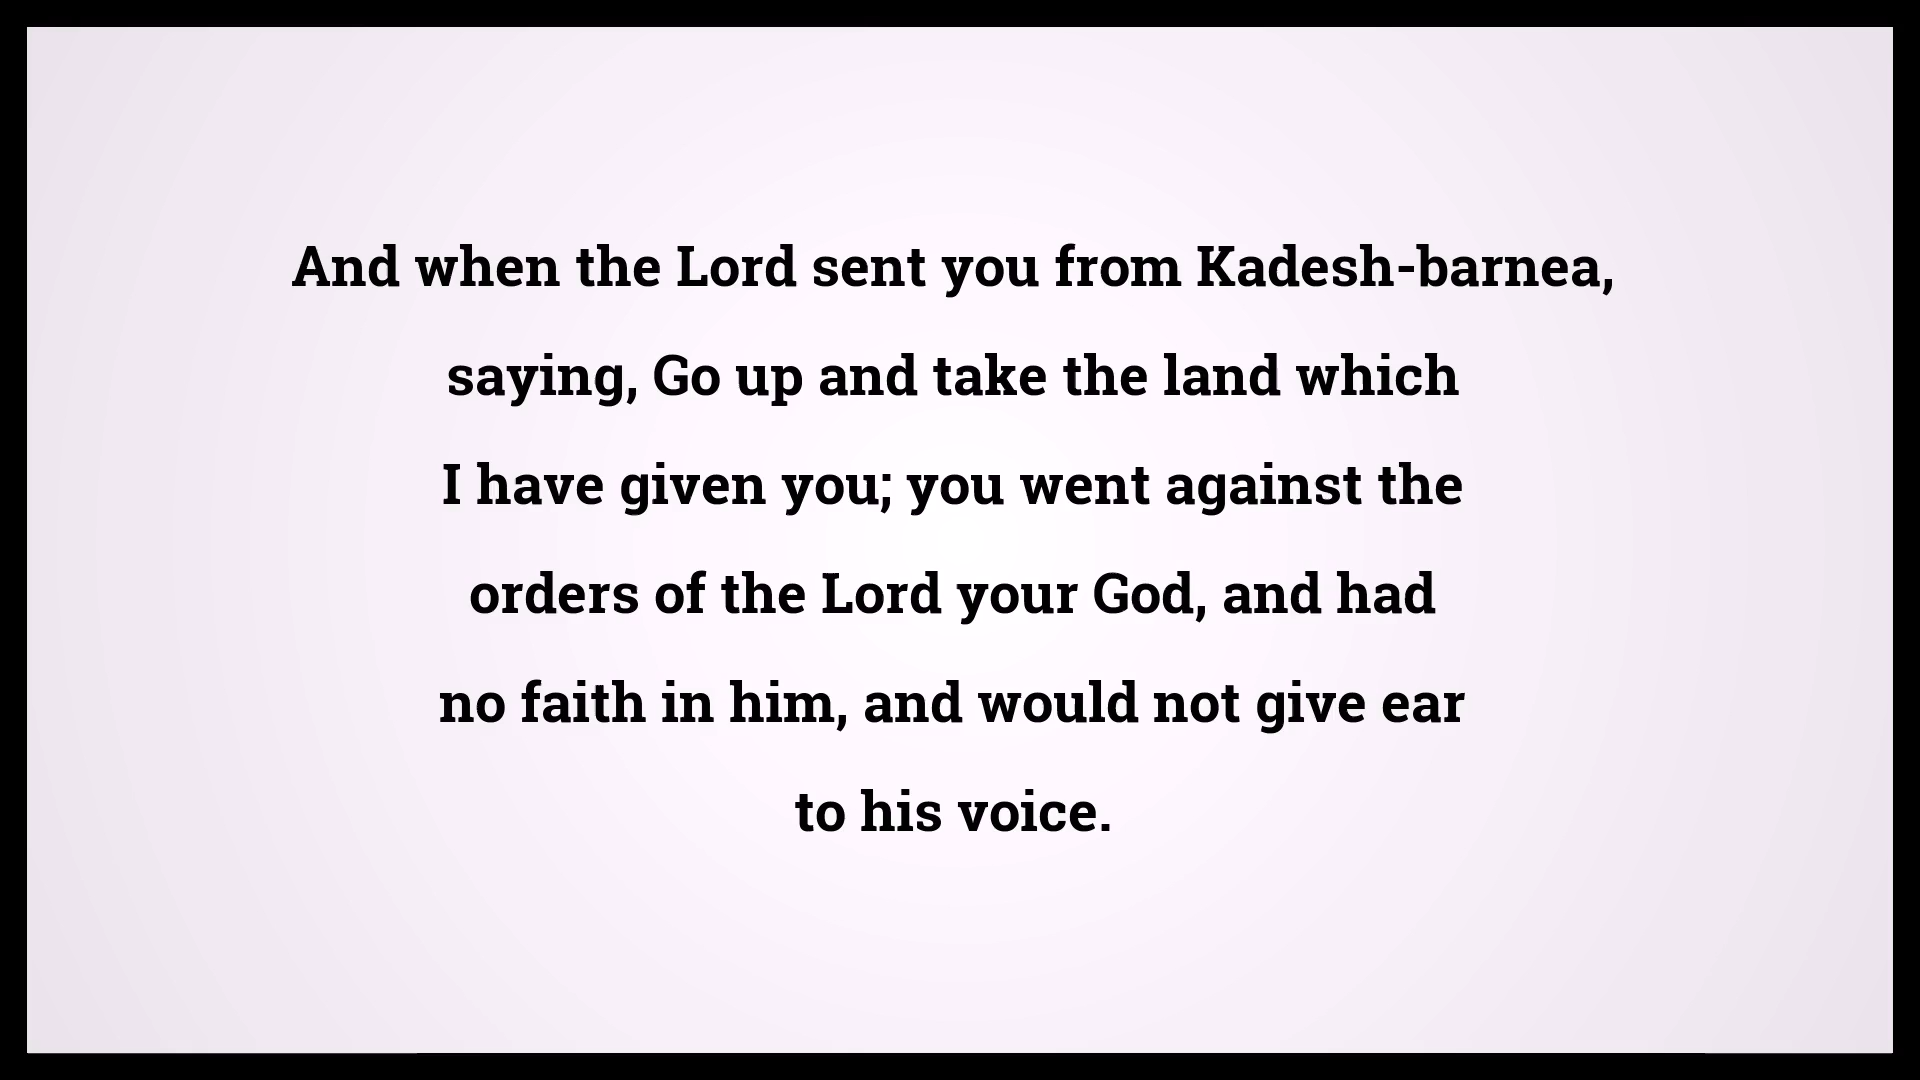 And when the Lord sent you from Kadesh-barnea,
saying, Go up and take the land which
I have given you; you went against the
orders of the Lord your God, and had
no faith in him, and would not give ear
to his voice.